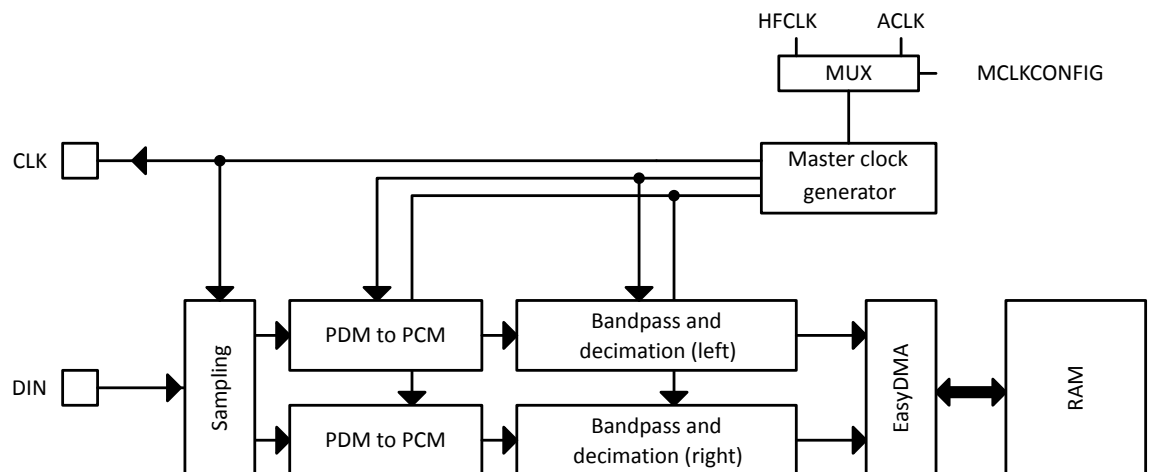 HFCLK ACLK
MUX MCLKCONFIG
CLK
Master clock
generator
DIN
Sampling
PDM to PCM
Bandpass and
decimation (left)
PDM to PCM
Bandpass and
decimation (right)
EasyDMA
RAM